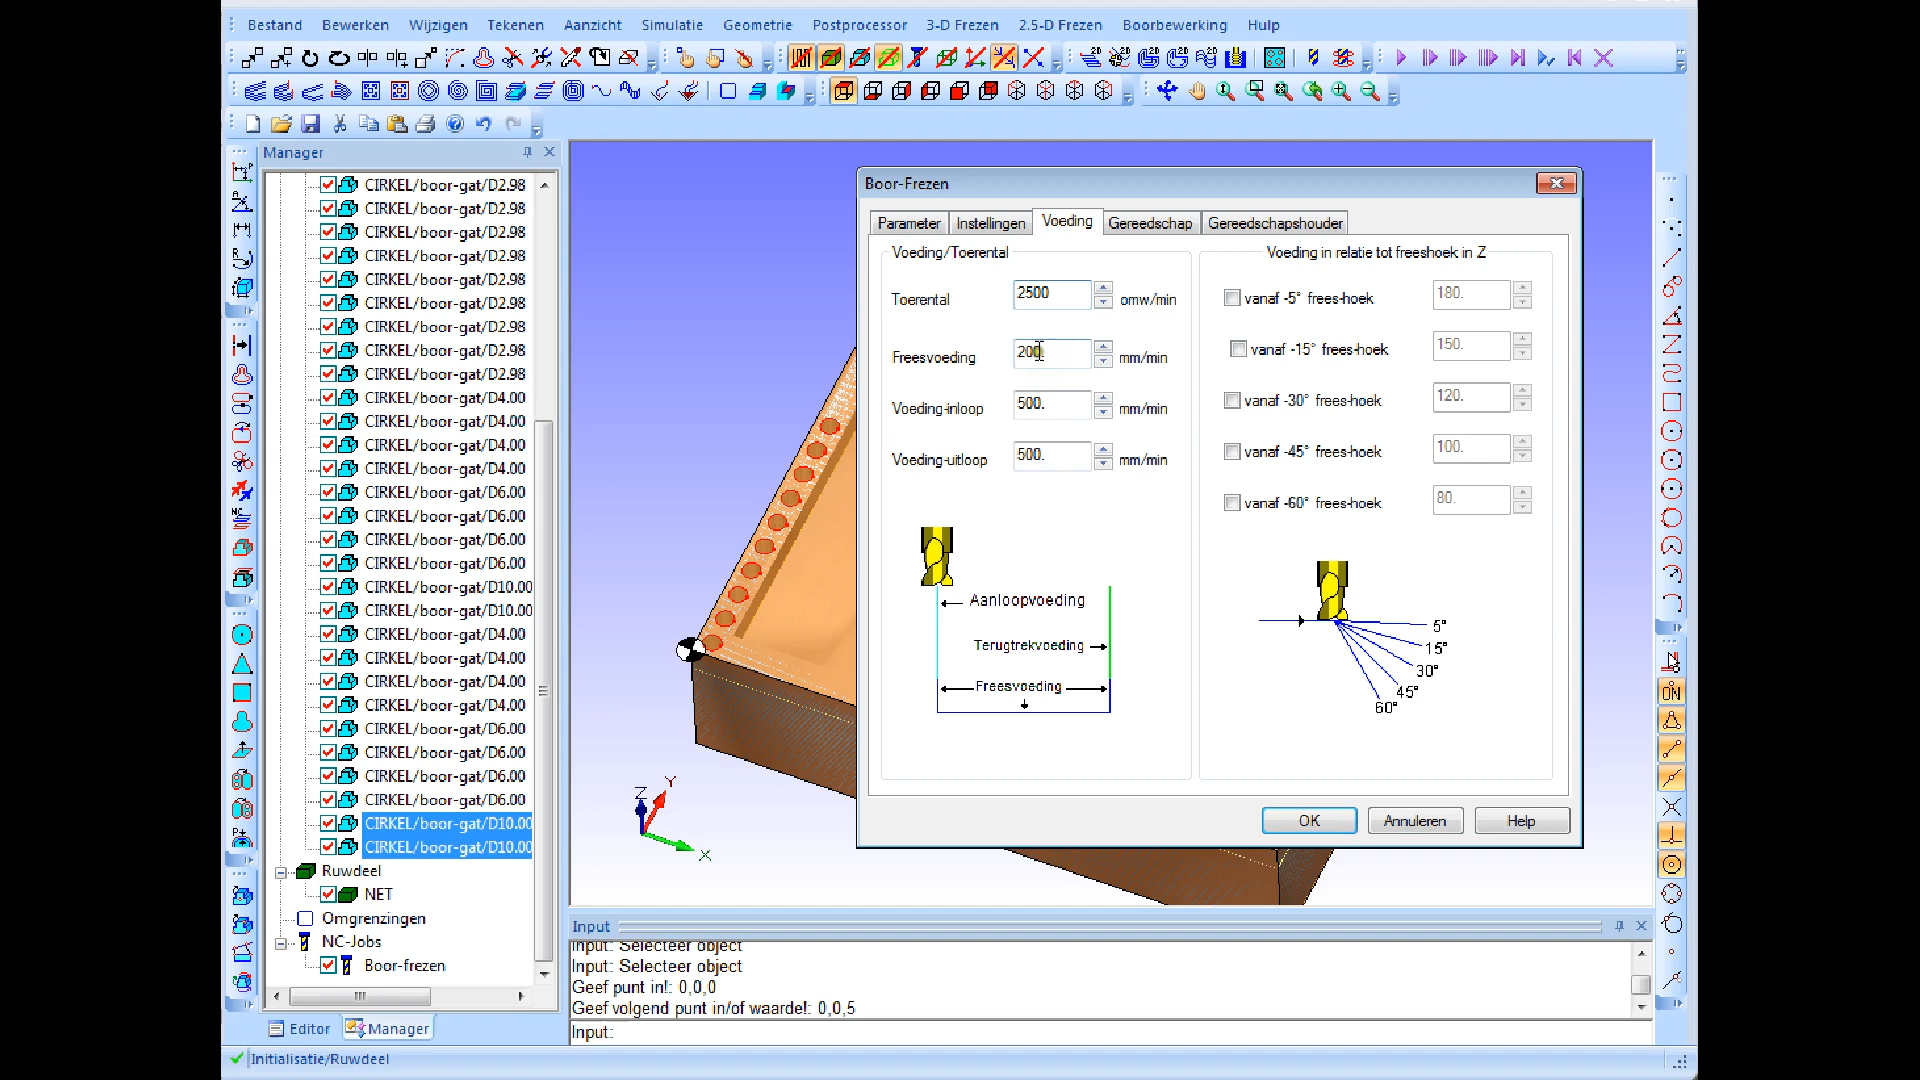 Bestand Bewerken Wijzigen Tekenen Aanzicht Simulatie Geometrie Postprocessor 3-D Frezen 2.5-D Frezen Boorbewerking Hulp
Manager
CIRKEL/boor-gat/D2.98
CIRKEL/boor-gat/D2.98
CIRKEL/boor-gat/D2.98
CIRKEL/boor-gat/D2.98
CIRKEL/boor-gat/D2.98
CIRKEL/boor-gat/D2.98
CIRKEL/boor-gat/D2.98
CIRKEL/boor-gat/D2.98
CIRKEL/boor-gat/D2.98
CIRKEL/boor-gat/D4.00
CIRKEL/boor-gat/D4.00
CIRKEL/boor-gat/D4.00
CIRKEL/boor-gat/D4.00
CIRKEL/boor-gat/D6.00
CIRKEL/boor-gat/D6.00
CIRKEL/boor-gat/D6.00
CIRKEL/boor-gat/D6.00
CIRKEL/boor-gat/D10.00
CIRKEL/boor-gat/D10.00
CIRKEL/boor-gat/D4.00
CIRKEL/boor-gat/D4.00
CIRKEL/boor-gat/D4.00
CIRKEL/boor-gat/D4.00
CIRKEL/boor-gat/D6.00
CIRKEL/boor-gat/D6.00
CIRKEL/boor-gat/D6.00
CIRKEL/boor-gat/D6.00
CIRKEL/boor-gat/D10.00
CIRKEL/boor-gat/D10.00
Ruwdeel
NET
Omgrenzingen
NC-Jobs
Boor-frezen
Editor Manager
Initialisatie/Ruwdeel
Boor-Frezen
Parameter Instellingen Voeding Gereedschap Gereedschapshouder
Voeding/Toerental
Toerental 2500 omw/min
Freesvoeding 200. mm/min
Voeding-inloop 500. mm/min
Voeding-uitloop 500. mm/min
Aanloopvoeding
Terugtrekvoeding
Freesvoeding
Voeding in relatie tot freeshoek in Z
vanaf -5° frees-hoek 180.
vanaf -15° frees-hoek 150.
vanaf -30° frees-hoek 120.
vanaf -45° frees-hoek 100.
vanaf -60° frees-hoek 80.
5°
15°
30°
45°
60°
OK Annuleren Help
Z
Y
X
Input
Input: Selecteer object
Input: Selecteer object
Geef punt in!: 0,0,0
Geef volgend punt in/of waarde!: 0,0,5
Input:
ON